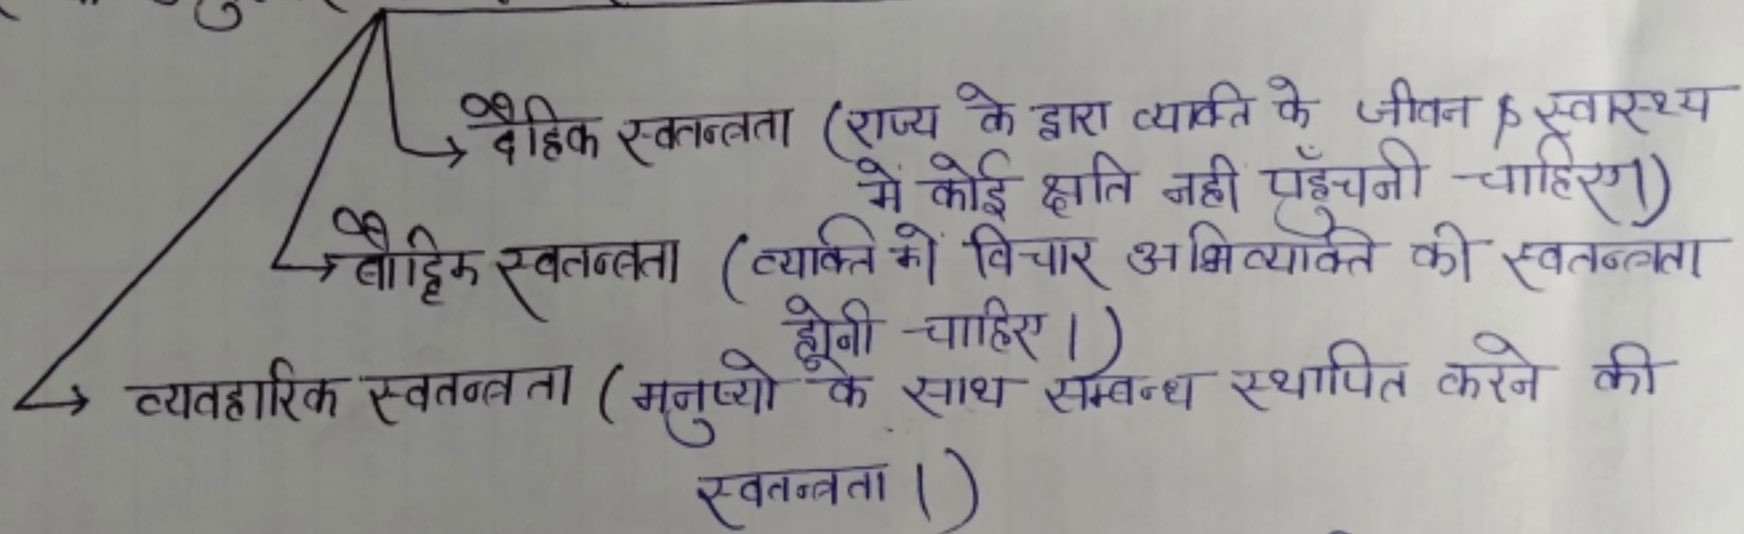 → दैहिक स्वतन्त्रता (राज्य के द्वारा व्यक्ति के जीवन & स्वास्थ्य
में कोई क्षति नही पहुँचनी चाहिए।)
→ बौद्धिक स्वतन्त्रता (व्यक्ति को विचार अभिव्यक्ति की स्वतन्त्रता
होनी चाहिए।)
→ व्यवहारिक स्वतन्त्रता (मनुष्यो के साथ सम्बन्ध स्थापित करने की
स्वतन्त्रता।)